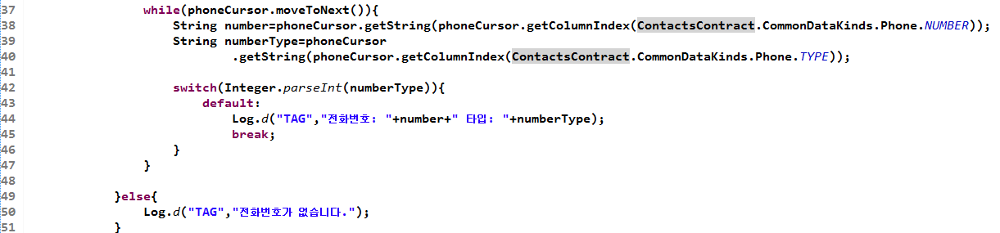 37 while(phoneCursor.moveToNext()){
38 String number=phoneCursor.getString(phoneCursor.getColumnIndex(ContactsContract.CommonDataKinds.Phone.NUMBER));
39 String numberType=phoneCursor
40 .getString(phoneCursor.getColumnIndex(ContactsContract.CommonDataKinds.Phone.TYPE));
41
42 switch(Integer.parseInt(numberType)){
43 default:
44 Log.d("TAG","전화번호: "+number+" 타입: "+numberType);
45 break;
46 }
47 }
48
49 }else{
50 Log.d("TAG","전화번호가 없습니다.");
51 }